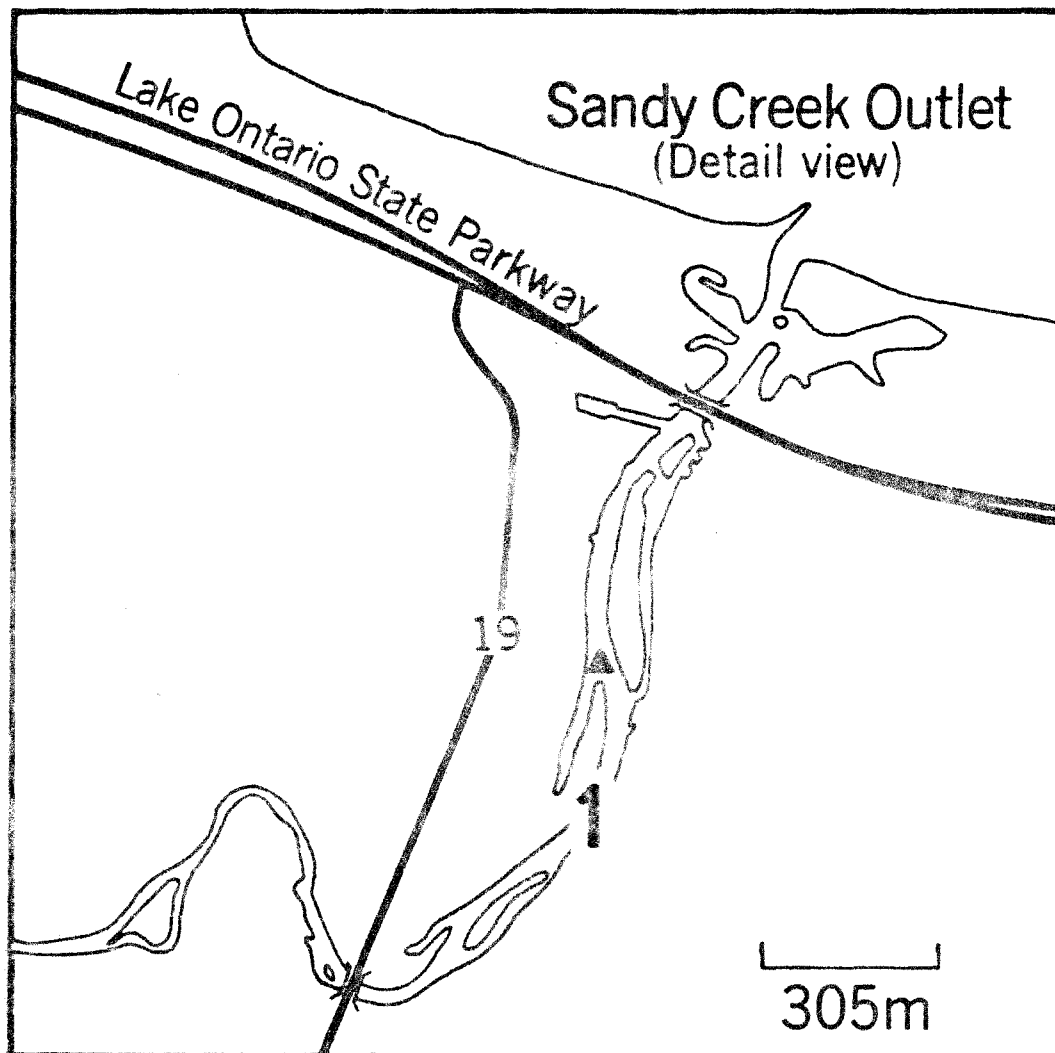 Lake Ontario State Parkway
Sandy Creek Outlet
(Detail view)
19
1
305m